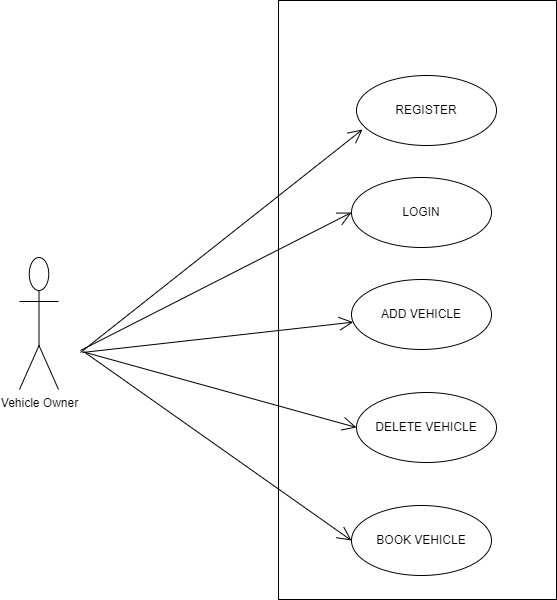 REGISTER
LOGIN
ADD VEHICLE
Vehicle Owner
DELETE VEHICLE
BOOK VEHICLE